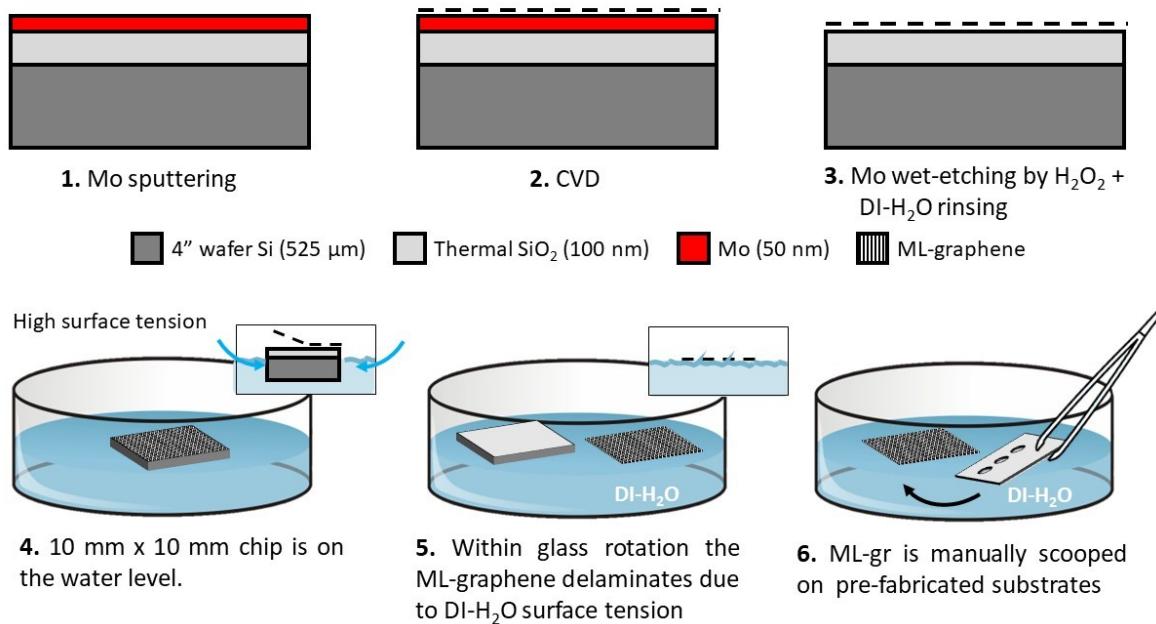 1. Mo sputtering
2. CVD
3. Mo wet-etching by H₂O₂ +
DI-H₂O rinsing
4” wafer Si (525 µm)
Thermal SiO₂ (100 nm)
Mo (50 nm)
ML-graphene
High surface tension
DI-H₂O
DI-H₂O
4. 10 mm x 10 mm chip is on
the water level.
5. Within glass rotation the
ML-graphene delaminates due
to DI-H₂O surface tension
6. ML-gr is manually scooped
on pre-fabricated substrates